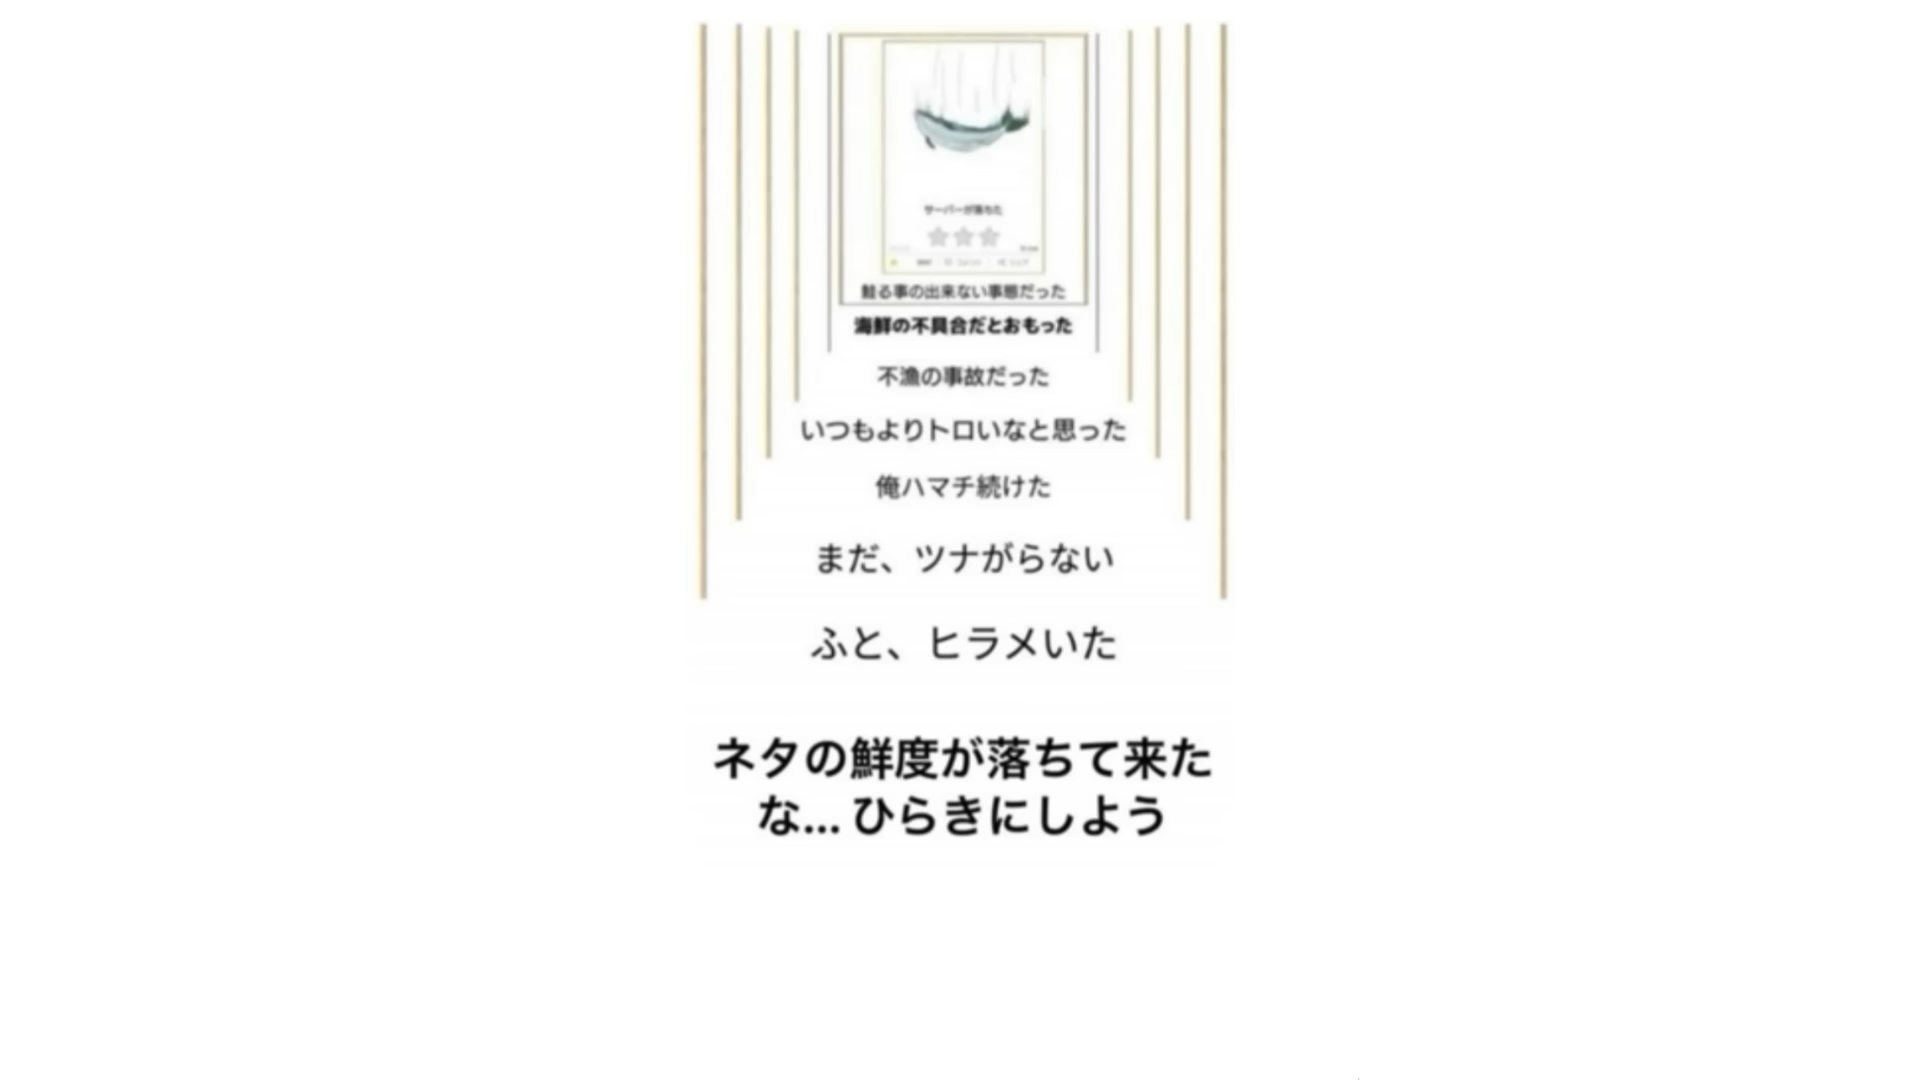 サーバーが落ちた
鮭る事の出来ない事態だった
海鮮の不具合だとおもった
不漁の事故だった
いつもよりトロいなと思った
俺ハマチ続けた
まだ、ツナがらない
ふと、ヒラメいた
ネタの鮮度が落ちて来た
な... ひらきにしよう